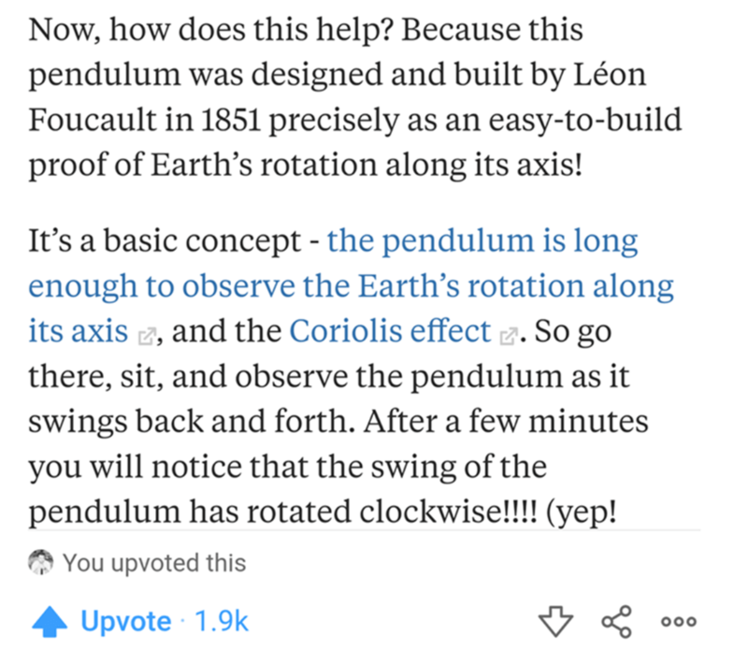 Now, how does this help? Because this
pendulum was designed and built by Léon
Foucault in 1851 precisely as an easy-to-build
proof of Earth’s rotation along its axis!
It’s a basic concept - the pendulum is long
enough to observe the Earth’s rotation along
its axis, and the Coriolis effect. So go
there, sit, and observe the pendulum as it
swings back and forth. After a few minutes
you will notice that the swing of the
pendulum has rotated clockwise!!!! (yep!
You upvoted this
Upvote · 1.9k